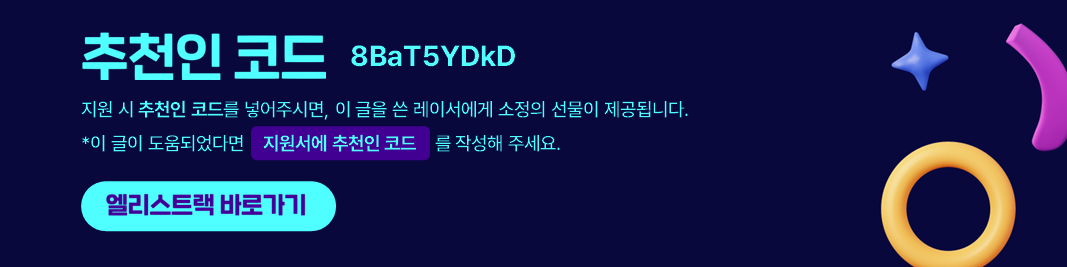 추천인 코드 8BaT5YDkD
지원 시 추천인 코드를 넣어주시면, 이 글을 쓴 레이서에게 소정의 선물이 제공됩니다.
*이 글이 도움되었다면 지원서에 추천인 코드 를 작성해 주세요.
엘리스트랙 바로가기